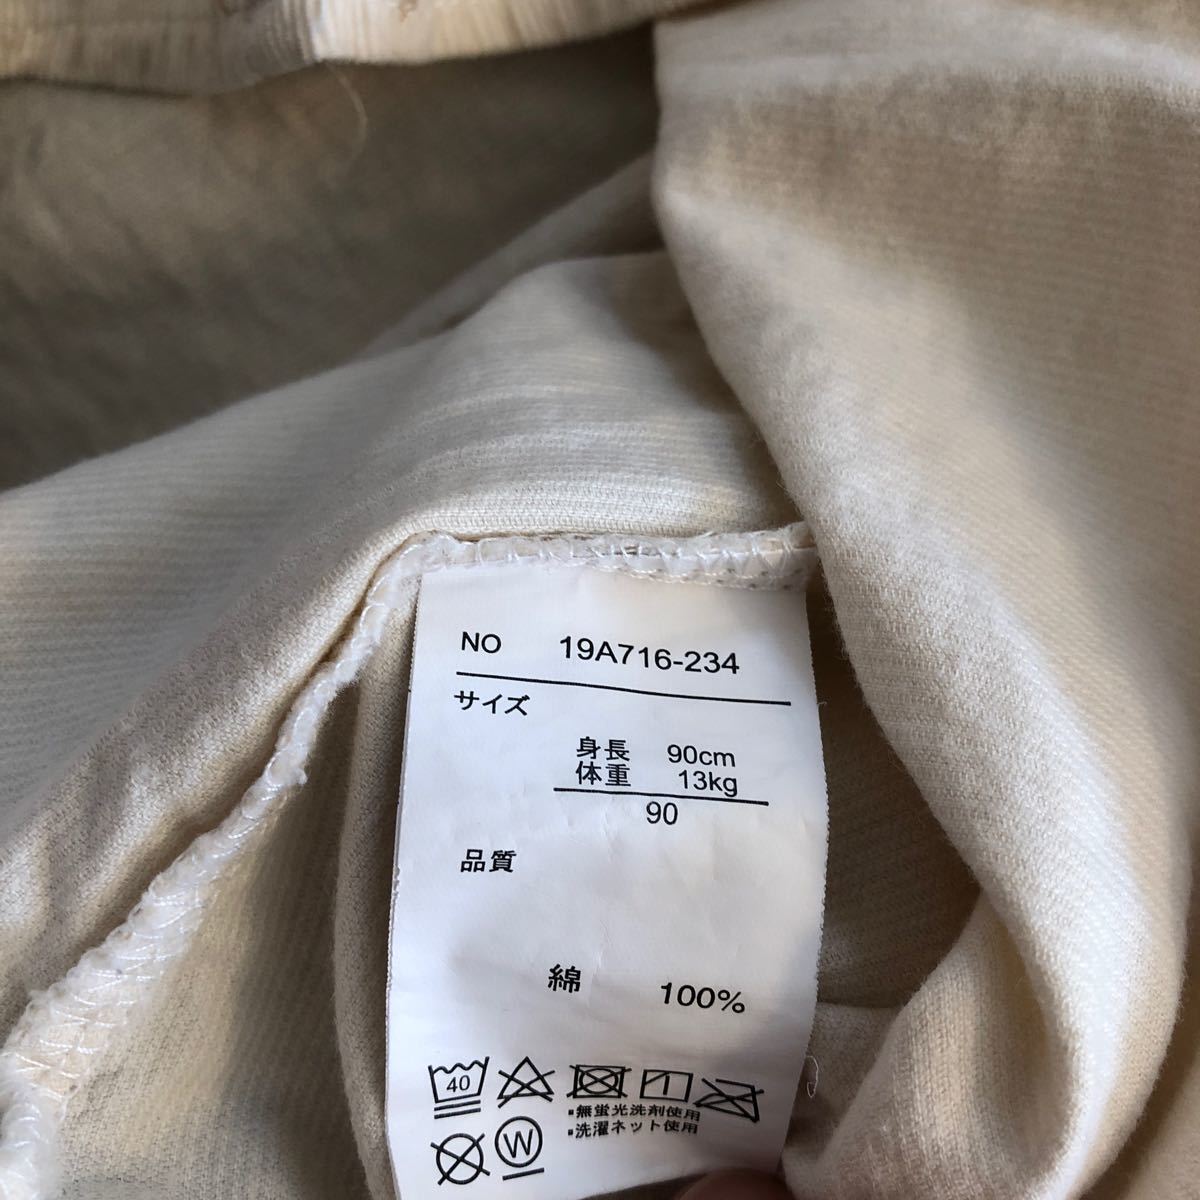 NO 19A716-234
サイズ
身長 90cm
体重 13kg
90
品質
綿 100%
40
・無蛍光洗剤使用
・洗濯ネット使用
W